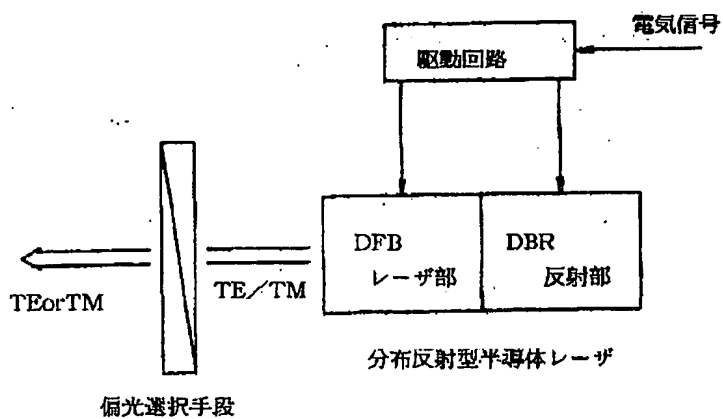 電気信号
駆動回路
DFB
レーザ部
DBR
反射部
TEorTM
TE/TM
分布反射型半導体レーザ
偏光選択手段